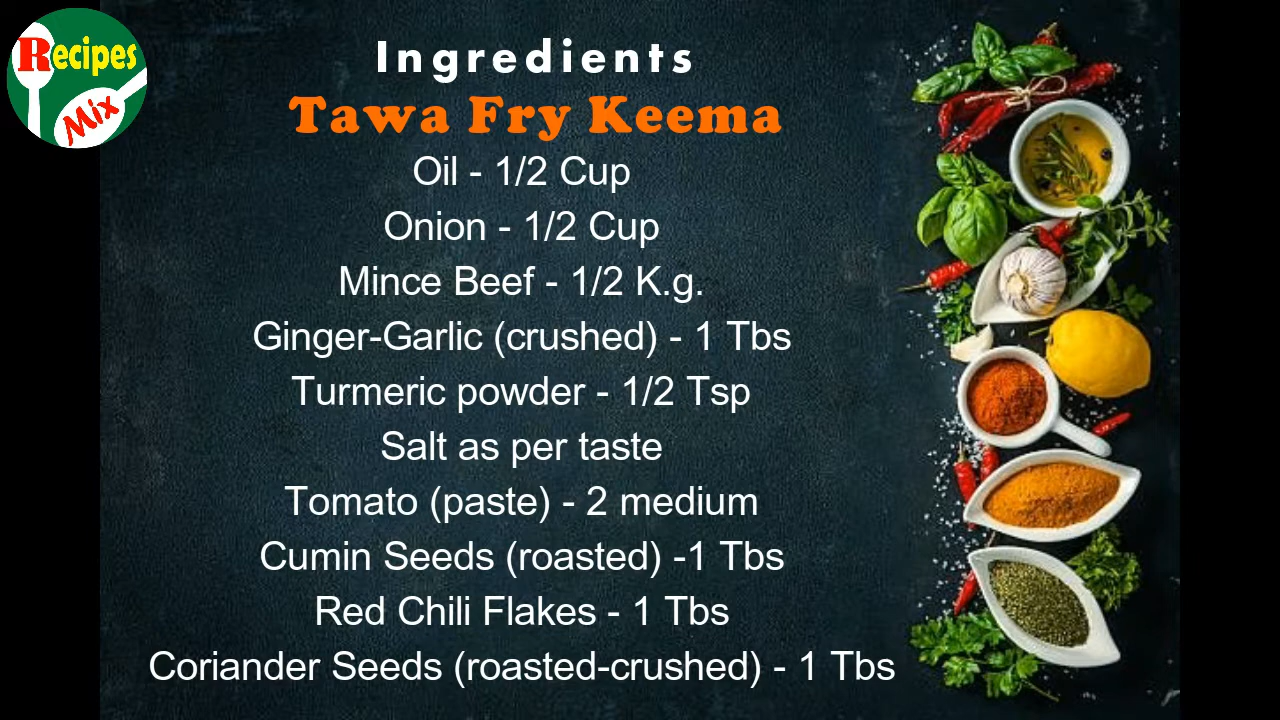 Recipes
Mix
Ingredients
Tawa Fry Keema
Oil - 1/2 Cup
Onion - 1/2 Cup
Mince Beef - 1/2 K.g.
Ginger-Garlic (crushed) - 1 Tbs
Turmeric powder - 1/2 Tsp
Salt as per taste
Tomato (paste) - 2 medium
Cumin Seeds (roasted) -1 Tbs
Red Chili Flakes - 1 Tbs
Coriander Seeds (roasted-crushed) - 1 Tbs